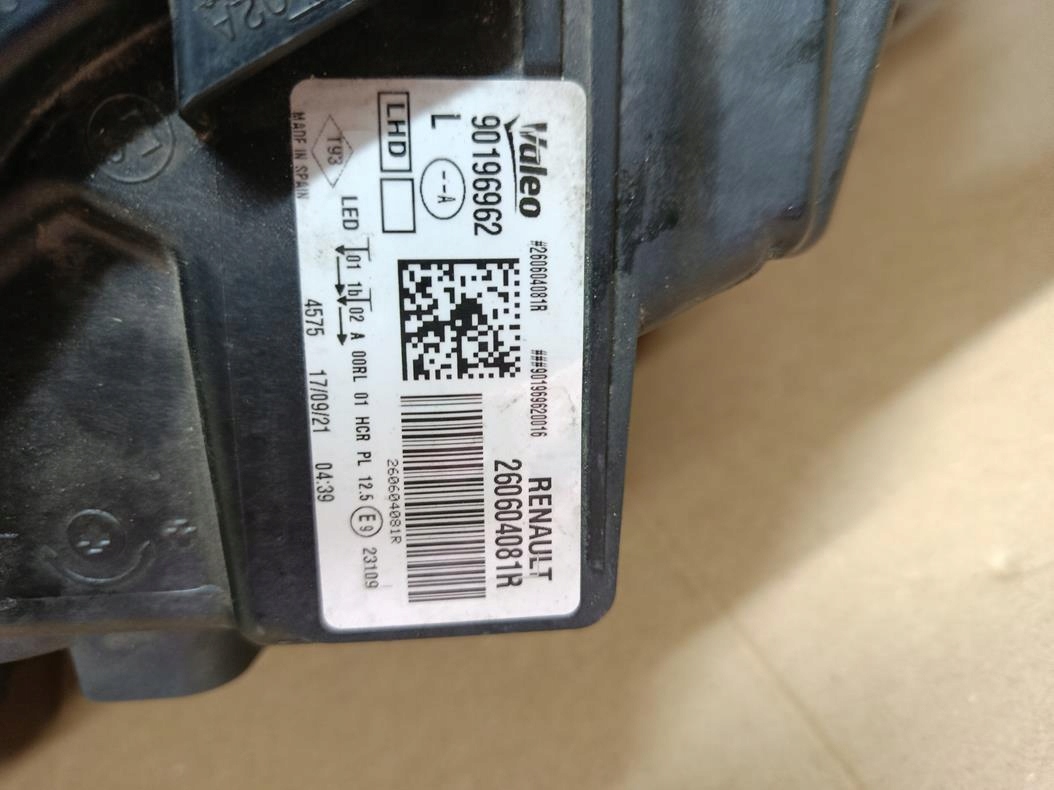 Valeo
#260604081R
###901969620016
RENAULT
90196962
260604081R
L
--A
LHD
260604081R
T93
LED
01 1b 02 A 00RL 01 HCR PL 12.5 E9 23109
MADE IN SPAIN
4575 17/09/21 04:39